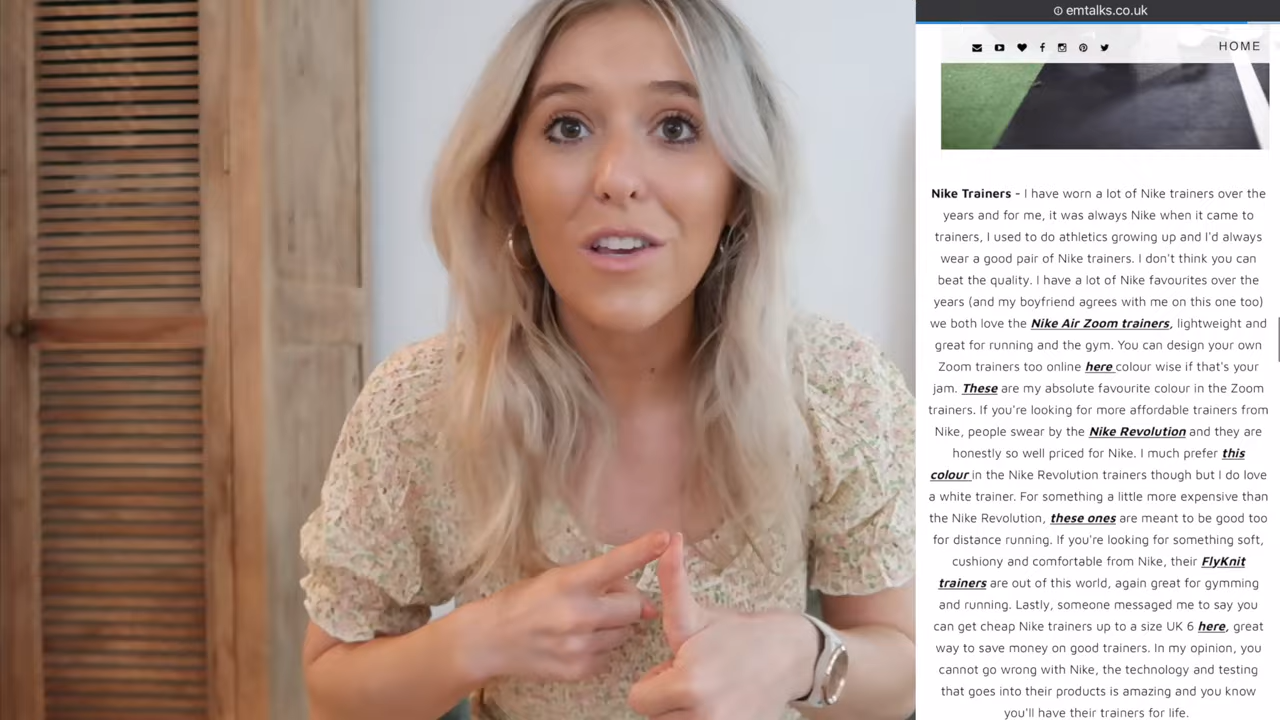 emtalks.co.uk
HOME
Nike Trainers - I have worn a lot of Nike trainers over the
years and for me, it was always Nike when it came to
trainers, I used to do athletics growing up and I'd always
wear a good pair of Nike trainers. I don't think you can
beat the quality. I have a lot of Nike favourites over the
years (and my boyfriend agrees with me on this one too)
we both love the Nike Air Zoom trainers, lightweight and
great for running and the gym. You can design your own
Zoom trainers too online here colour wise if that's your
jam. These are my absolute favourite colour in the Zoom
trainers. If you're looking for more affordable trainers from
Nike, people swear by the Nike Revolution and they are
honestly so well priced for Nike. I much prefer this
colour in the Nike Revolution trainers though but I do love
a white trainer. For something a little more expensive than
the Nike Revolution, these ones are meant to be good too
for distance running. If you're looking for something soft,
cushiony and comfortable from Nike, their FlyKnit
trainers are out of this world, again great for gymming
and running. Lastly, someone messaged me to say you
can get cheap Nike trainers up to a size UK 6 here, great
way to save money on good trainers. In my opinion, you
cannot go wrong with Nike, the technology and testing
that goes into their products is amazing and you know
you'll have their trainers for life.